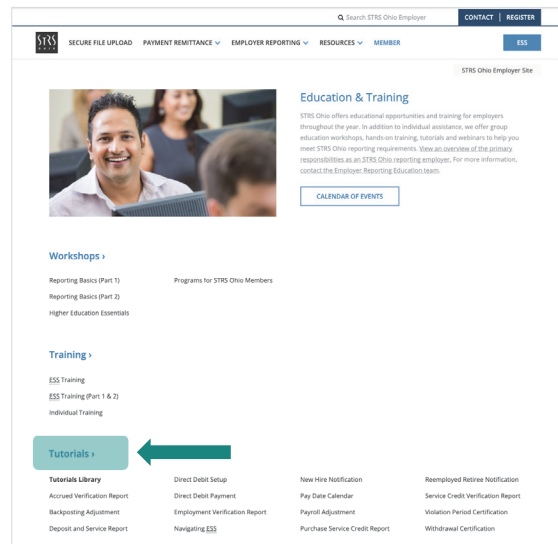 Search STRS Ohio Employer
CONTACT | REGISTER
STRS
OHIO
SECURE FILE UPLOAD PAYMENT REMITTANCE EMPLOYER REPORTING RESOURCES MEMBER
ESS
STRS Ohio Employer Site
Education & Training
STRS Ohio offers educational opportunities and training for employers
throughout the year. In addition to individual assistance, we offer group
education workshops, hands-on training, tutorials and webinars to help you
meet STRS Ohio reporting requirements. View an overview of the primary
responsibilities as an STRS Ohio reporting employer. For more information,
contact the Employer Reporting Education team.
CALENDAR OF EVENTS
Workshops ›
Reporting Basics (Part 1) Programs for STRS Ohio Members
Reporting Basics (Part 2)
Higher Education Essentials
Training ›
ESS Training
ESS Training (Part 1 & 2)
Individual Training
Tutorials ›
Tutorials Library Direct Debit Setup New Hire Notification Reemployed Retiree Notification
Accrued Verification Report Direct Debit Payment Pay Date Calendar Service Credit Verification Report
Backposting Adjustment Employment Verification Report Payroll Adjustment Violation Period Certification
Deposit and Service Report Navigating ESS Purchase Service Credit Report Withdrawal Certification